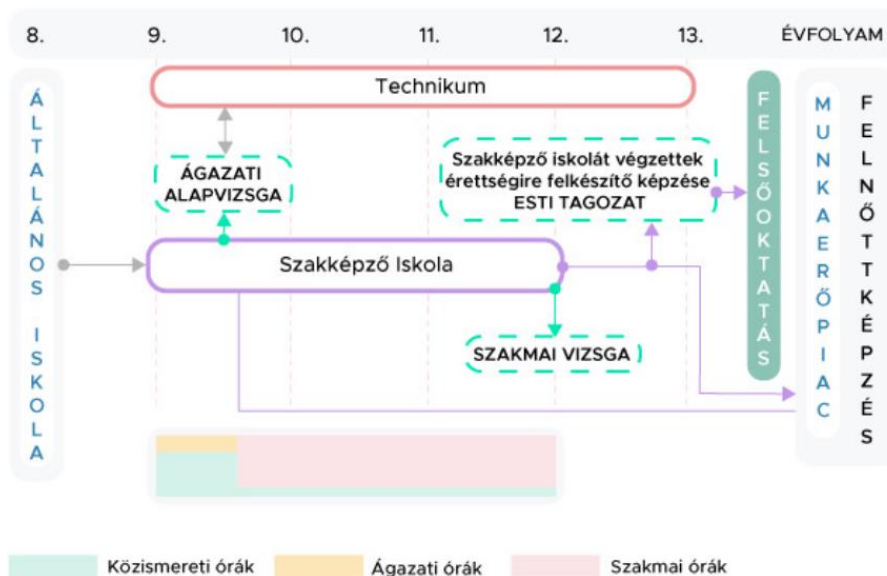 8. 9. 10. 11. 12. 13. ÉVFOLYAM
ÁLTALÁNOS ISKOLA
Technikum
ÁGAZATI
ALAPVIZSGA
Szakképző iskolát végzettek
érettségire felkészítő képzése
ESTI TAGOZAT
Szakképző Iskola
SZAKMAI VIZSGA
FELSŐOKTATÁS
MUNKAERŐPIAC
FELNŐTTKÉPZÉS
Közismereti órák
Ágazati órák
Szakmai órák